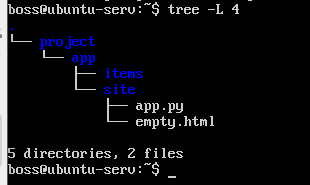 boss@ubuntu-serv:~$ tree -L 4
.
└── project
    └── app
        ├── items
        └── site
            ├── app.py
            └── empty.html

5 directories, 2 files
boss@ubuntu-serv:~$ _